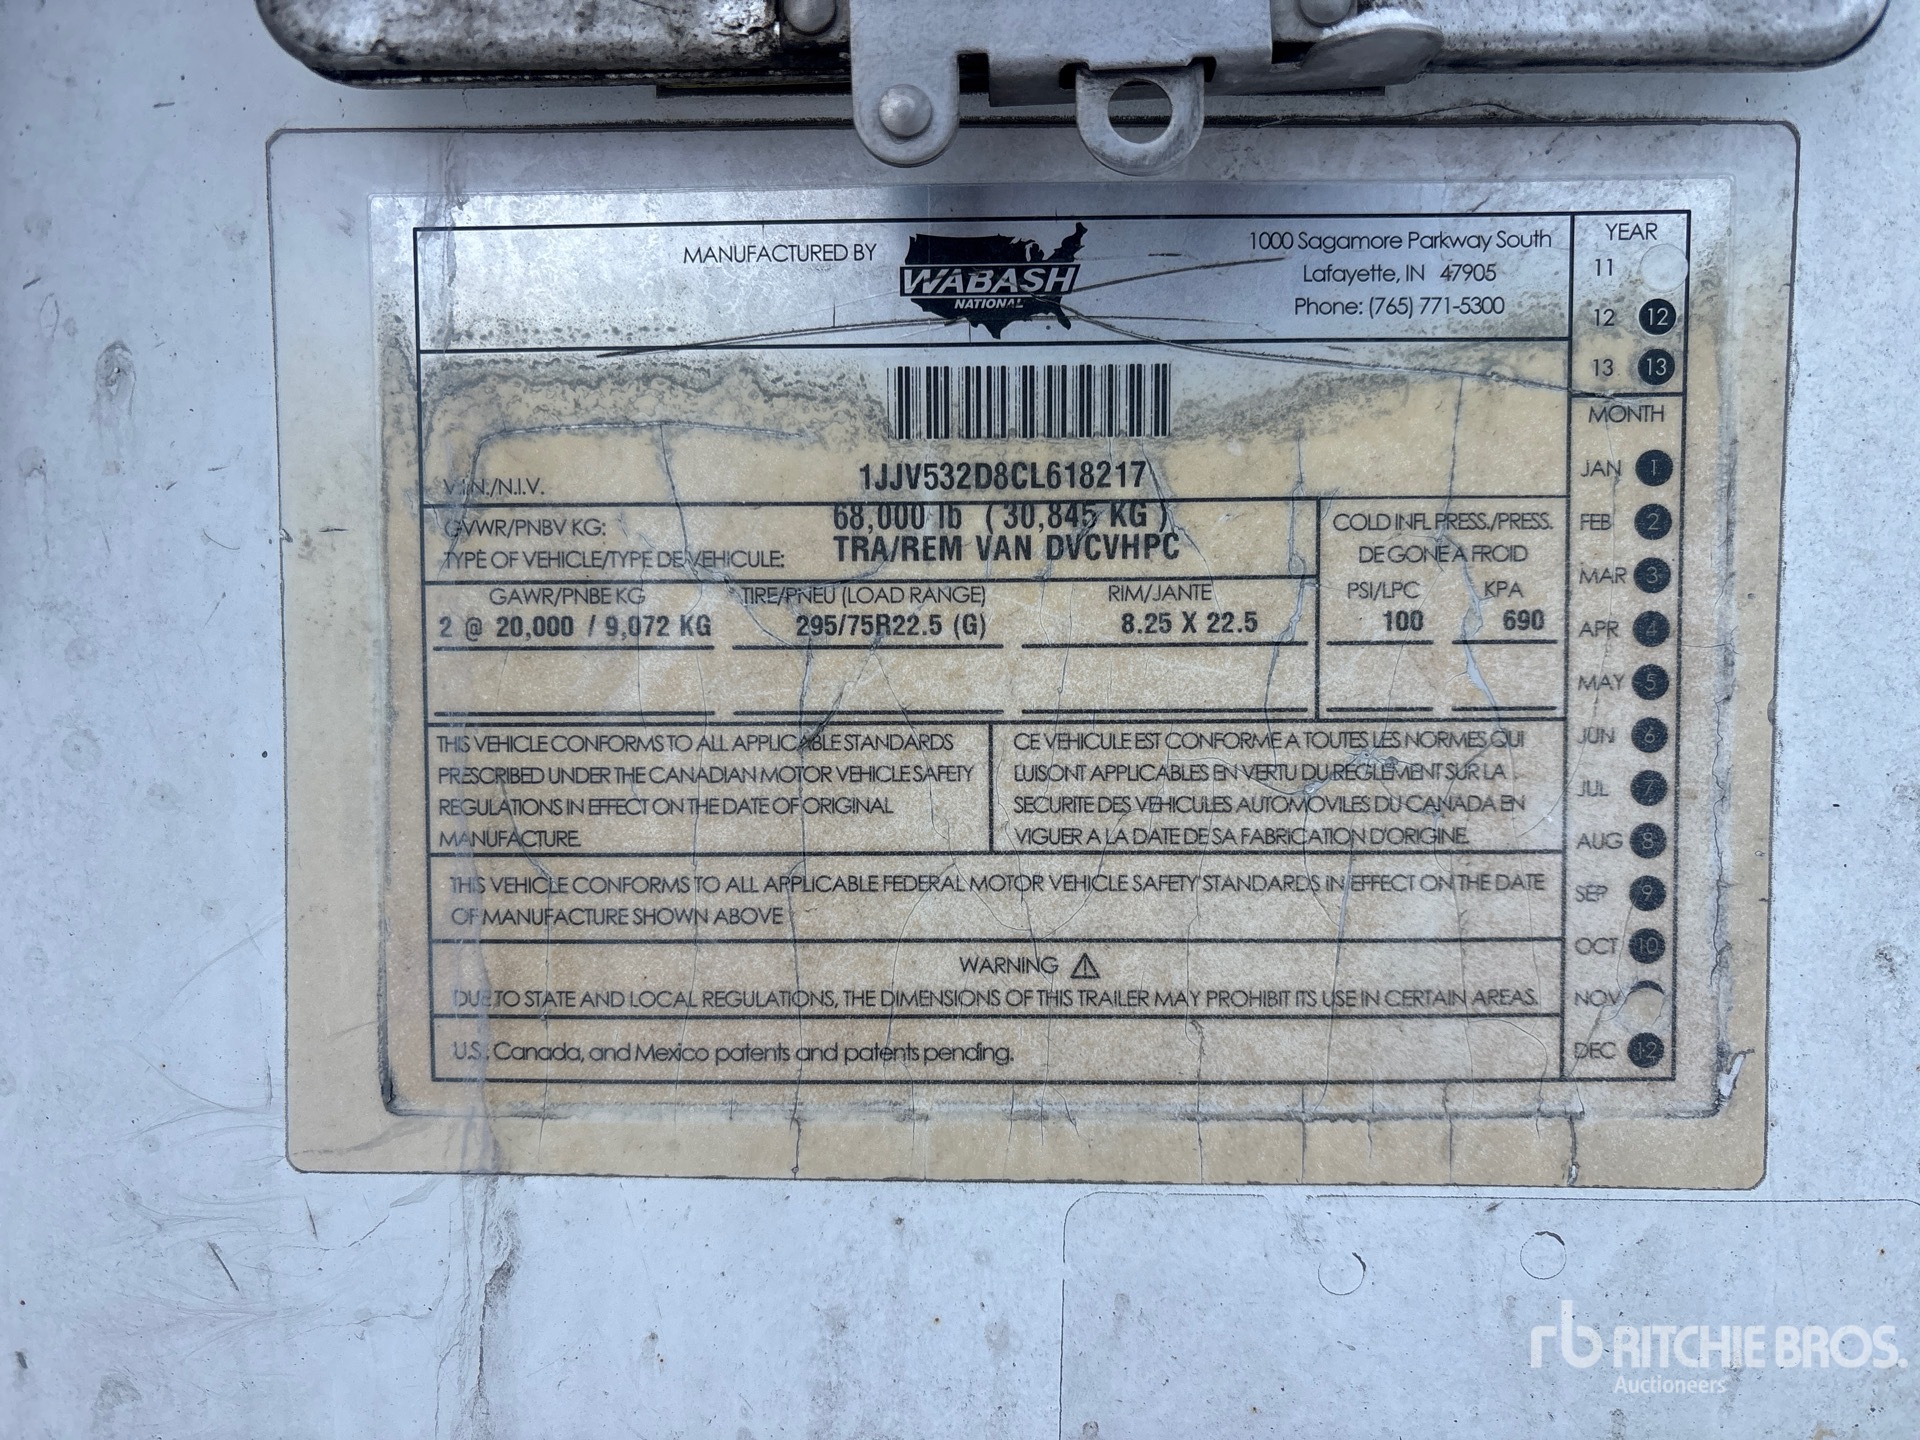 MANUFACTURED BY
WABASH
NATIONAL
1000 Sagamore Parkway South
Lafayette, IN 47905
Phone: (765) 771-5300
YEAR
11
12 12
13 13
V.I.N./N.I.V.
1JJV532D8CL618217
GVWR/PNBV KG: 68,000 lb ( 30,845 KG )
TYPE OF VEHICLE/TYPE DE VEHICULE: TRA/REM VAN DVCVHPC
COLD INFL PRESS./PRESS.
DE GONE A FROID
GAWR/PNBE KG TIRE/PNEU (LOAD RANGE) RIM/JANTE PSI/LPC KPA
2 @ 20,000 / 9,072 KG 295/75R22.5 (G) 8.25 X 22.5 100 690
MONTH
JAN 1
FEB 2
MAR 3
APR 4
MAY 5
JUN 6
JUL 7
AUG 8
SEP 9
OCT 10
NOV
DEC 12
THIS VEHICLE CONFORMS TO ALL APPLICABLE STANDARDS
PRESCRIBED UNDER THE CANADIAN MOTOR VEHICLE SAFETY
REGULATIONS IN EFFECT ON THE DATE OF ORIGINAL
MANUFACTURE.
CE VEHICULE EST CONFORME A TOUTES LES NORMES QUI
LUISONT APPLICABLES EN VERTU DU REGLEMENT SUR LA
SECURITE DES VEHICULES AUTOMOVILES DU CANADA EN
VIGUER A LA DATE DE SA FABRICATION D'ORIGINE.
THIS VEHICLE CONFORMS TO ALL APPLICABLE FEDERAL MOTOR VEHICLE SAFETY STANDARDS IN EFFECT ON THE DATE
OF MANUFACTURE SHOWN ABOVE
WARNING
DUE TO STATE AND LOCAL REGULATIONS, THE DIMENSIONS OF THIS TRAILER MAY PROHIBIT ITS USE IN CERTAIN AREAS.
U.S., Canada, and Mexico patents and patents pending.
rb RITCHIE BROS.
Auctioneers